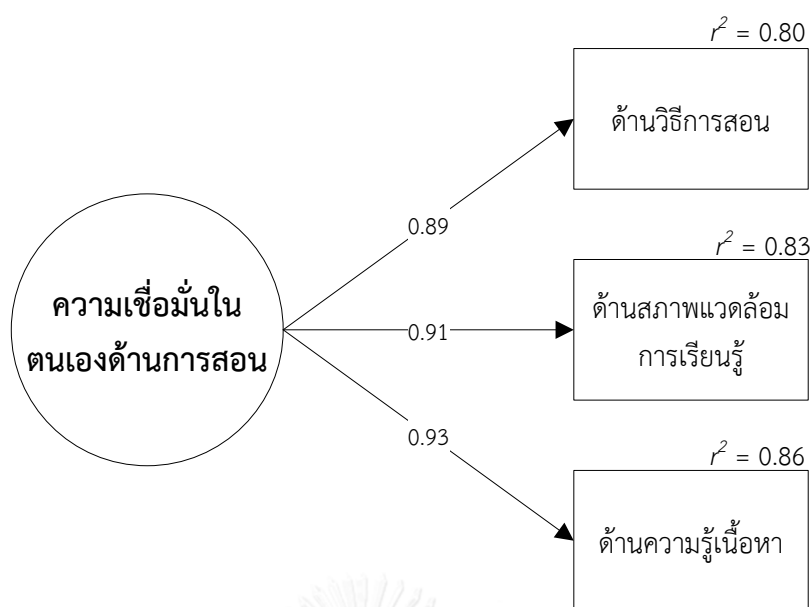 r² = 0.80
ด้านวิธีการสอน
0.89
r² = 0.83
ความเชื่อมั่นใน
ตนเองด้านการสอน
0.91
ด้านสภาพแวดล้อม
การเรียนรู้
0.93
r² = 0.86
ด้านความรู้เนื้อหา